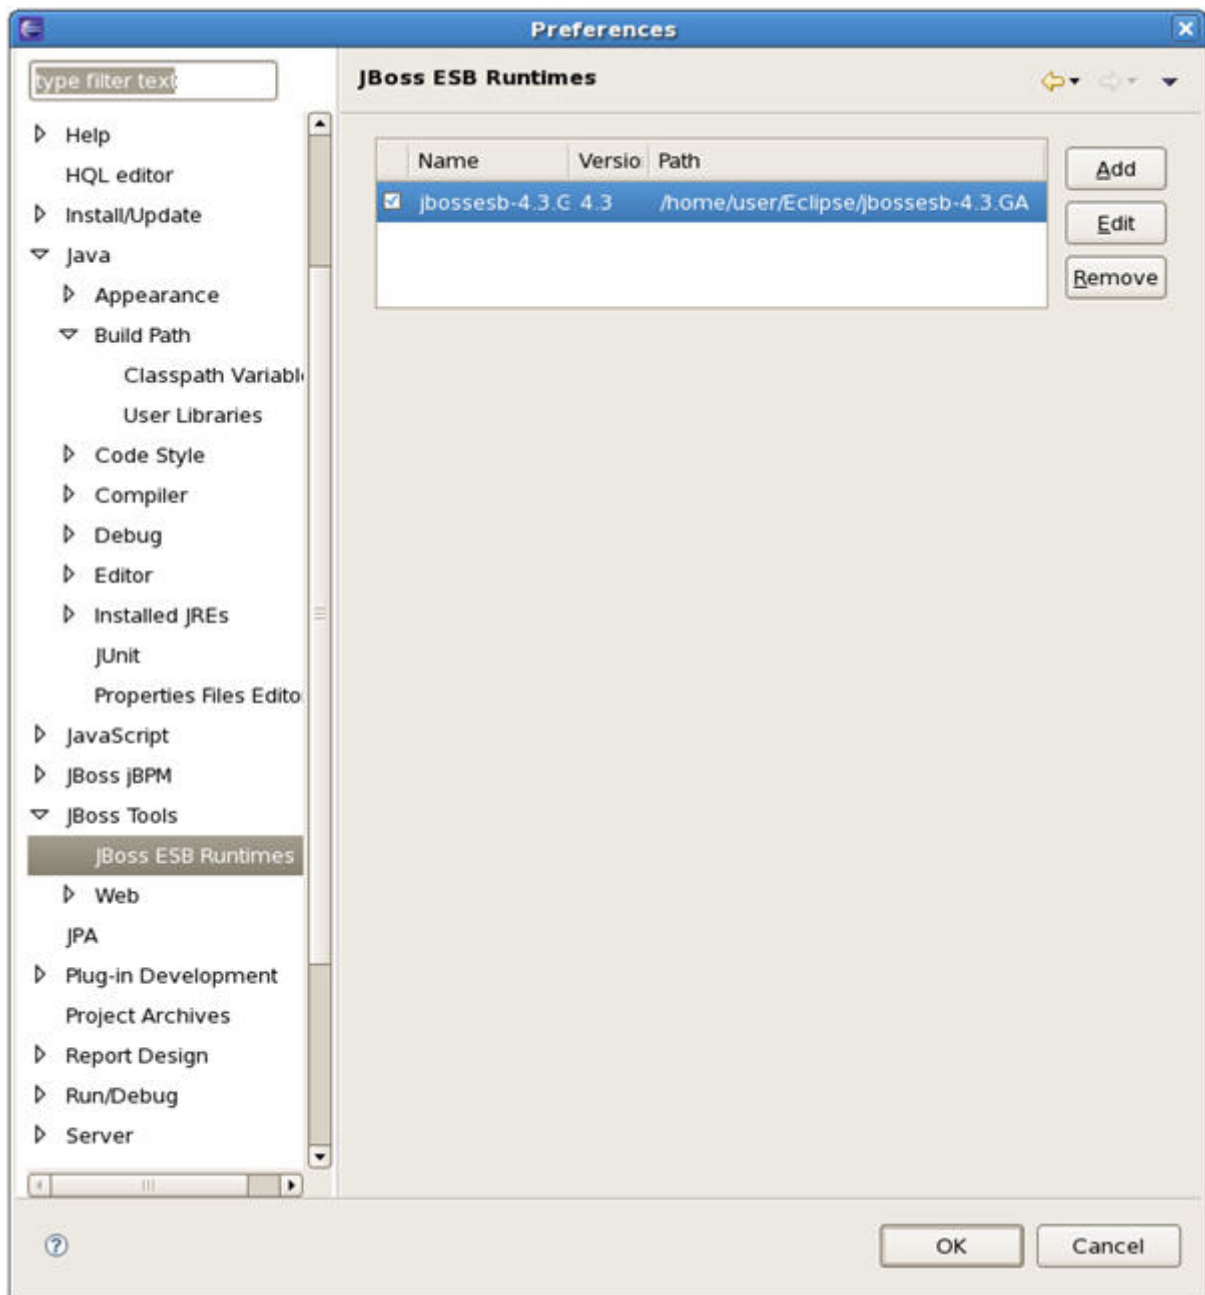 Preferences
type filter text
JBoss ESB Runtimes
Help
HQL editor
Install/Update
Java
Appearance
Build Path
Classpath Variabl
User Libraries
Code Style
Compiler
Debug
Editor
Installed JREs
JUnit
Properties Files Edito
JavaScript
JBoss jBPM
JBoss Tools
JBoss ESB Runtimes
Web
JPA
Plug-in Development
Project Archives
Report Design
Run/Debug
Server
Name Versio Path
jbossesb-4.3.G 4.3 /home/user/Eclipse/jbossesb-4.3.GA
Add
Edit
Remove
OK Cancel